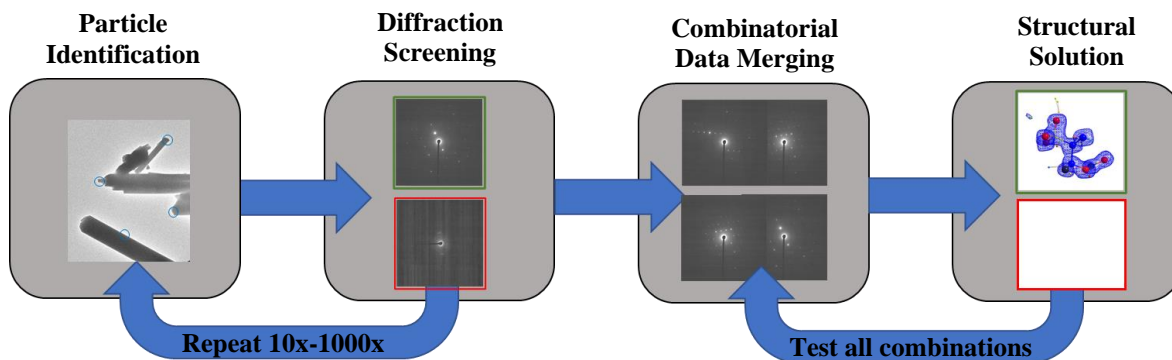 Particle
Identification
Diffraction
Screening
Combinatorial
Data Merging
Structural
Solution
Repeat 10x-1000x
Test all combinations